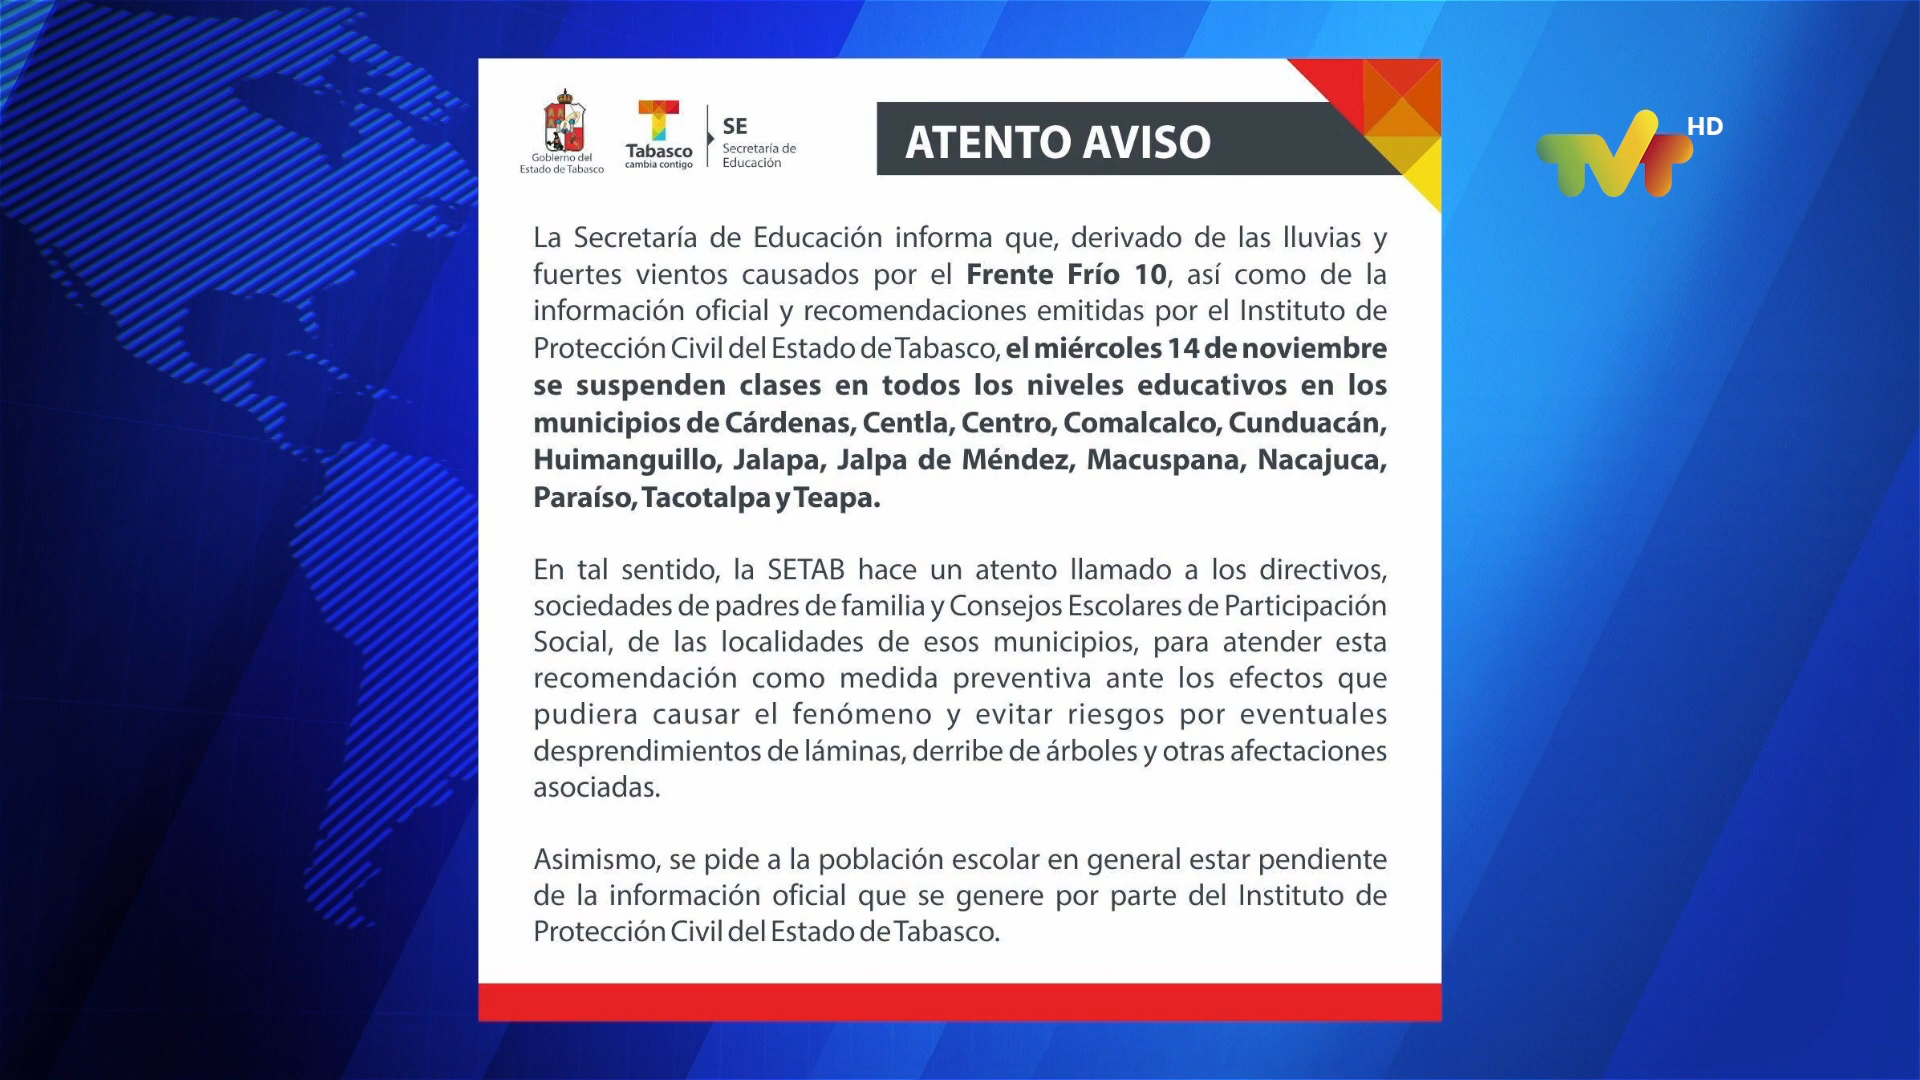 Gobierno del
Estado de Tabasco
Tabasco
cambia contigo
SE
Secretaría de
Educación
ATENTO AVISO
TVT HD
La Secretaría de Educación informa que, derivado de las lluvias y
fuertes vientos causados por el Frente Frío 10, así como de la
información oficial y recomendaciones emitidas por el Instituto de
Protección Civil del Estado de Tabasco, el miércoles 14 de noviembre
se suspenden clases en todos los niveles educativos en los
municipios de Cárdenas, Centla, Centro, Comalcalco, Cunduacán,
Huimanguillo, Jalapa, Jalpa de Méndez, Macuspana, Nacajuca,
Paraíso, Tacotalpa y Teapa.
En tal sentido, la SETAB hace un atento llamado a los directivos,
sociedades de padres de familia y Consejos Escolares de Participación
Social, de las localidades de esos municipios, para atender esta
recomendación como medida preventiva ante los efectos que
pudiera causar el fenómeno y evitar riesgos por eventuales
desprendimientos de láminas, derribe de árboles y otras afectaciones
asociadas.
Asimismo, se pide a la población escolar en general estar pendiente
de la información oficial que se genere por parte del Instituto de
Protección Civil del Estado de Tabasco.